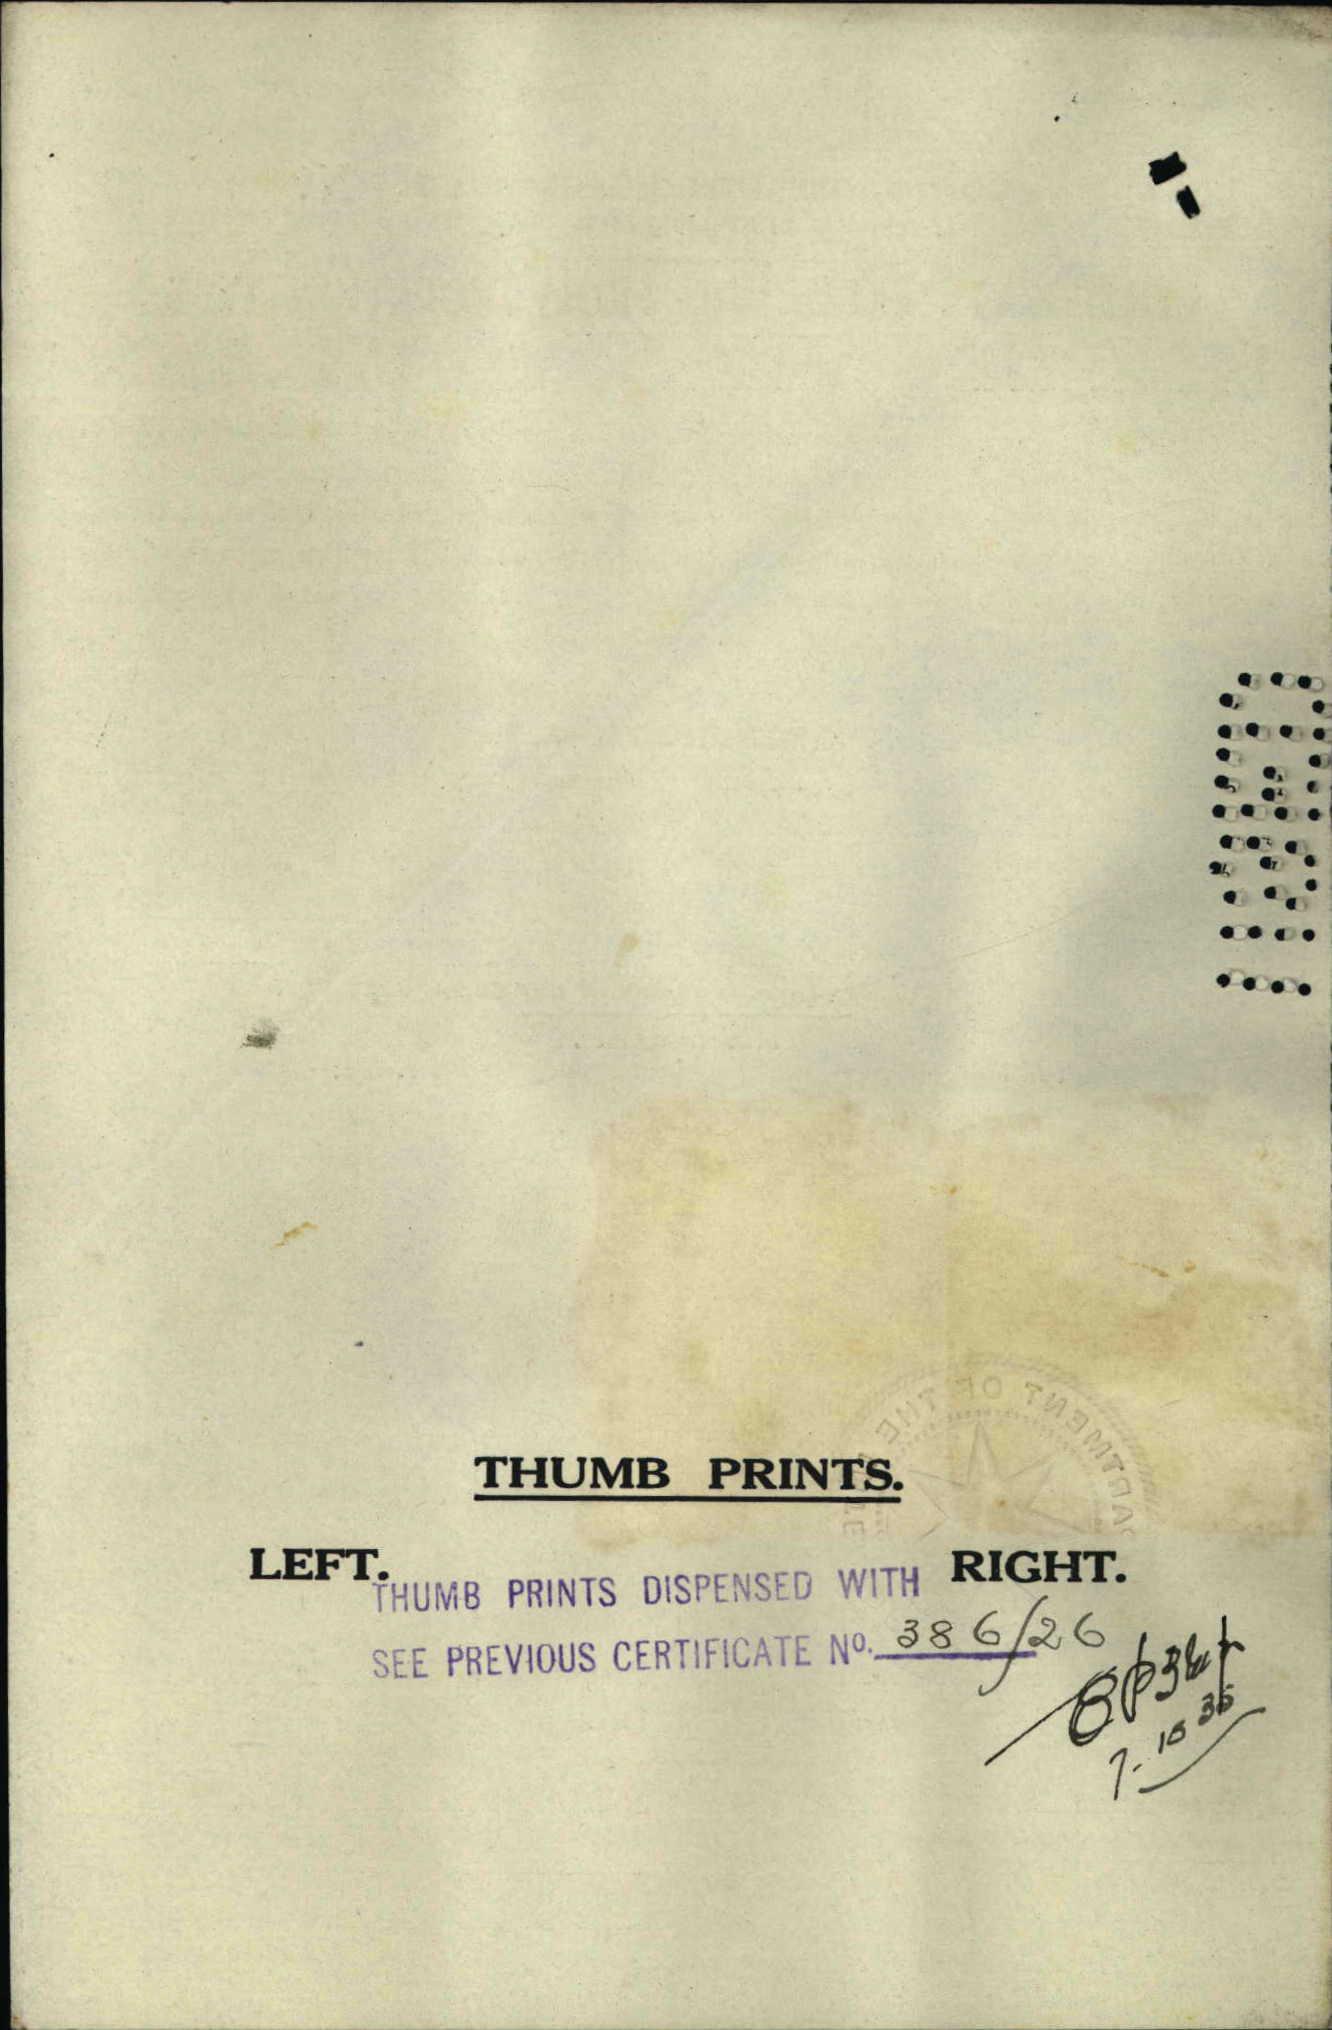 THUMB PRINTS.
LEFT. RIGHT.
THUMB PRINTS DISPENSED WITH
SEE PREVIOUS CERTIFICATE No. 386/26